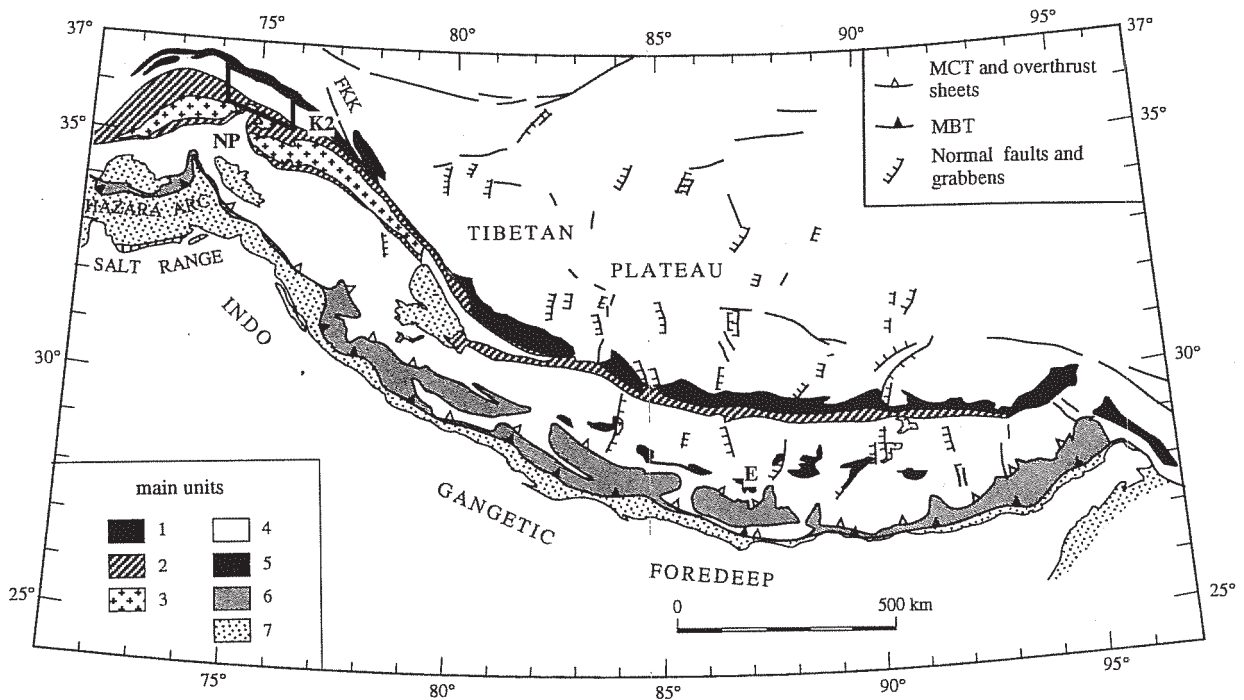 75°
80°
85°
90°
95°
37°
37°
35°
35°
30°
30°
25°
25°
75°
80°
85°
90°
95°
MCT and overthrust
sheets
MBT
Normal faults and
grabbens
FKK
K2
NP
HAZARA ARC
SALT RANGE
TIBETAN
PLATEAU
E
INDO
GANGETIC
FOREDEEP
0 500 km
main units
1 4
2 5
3 6
7